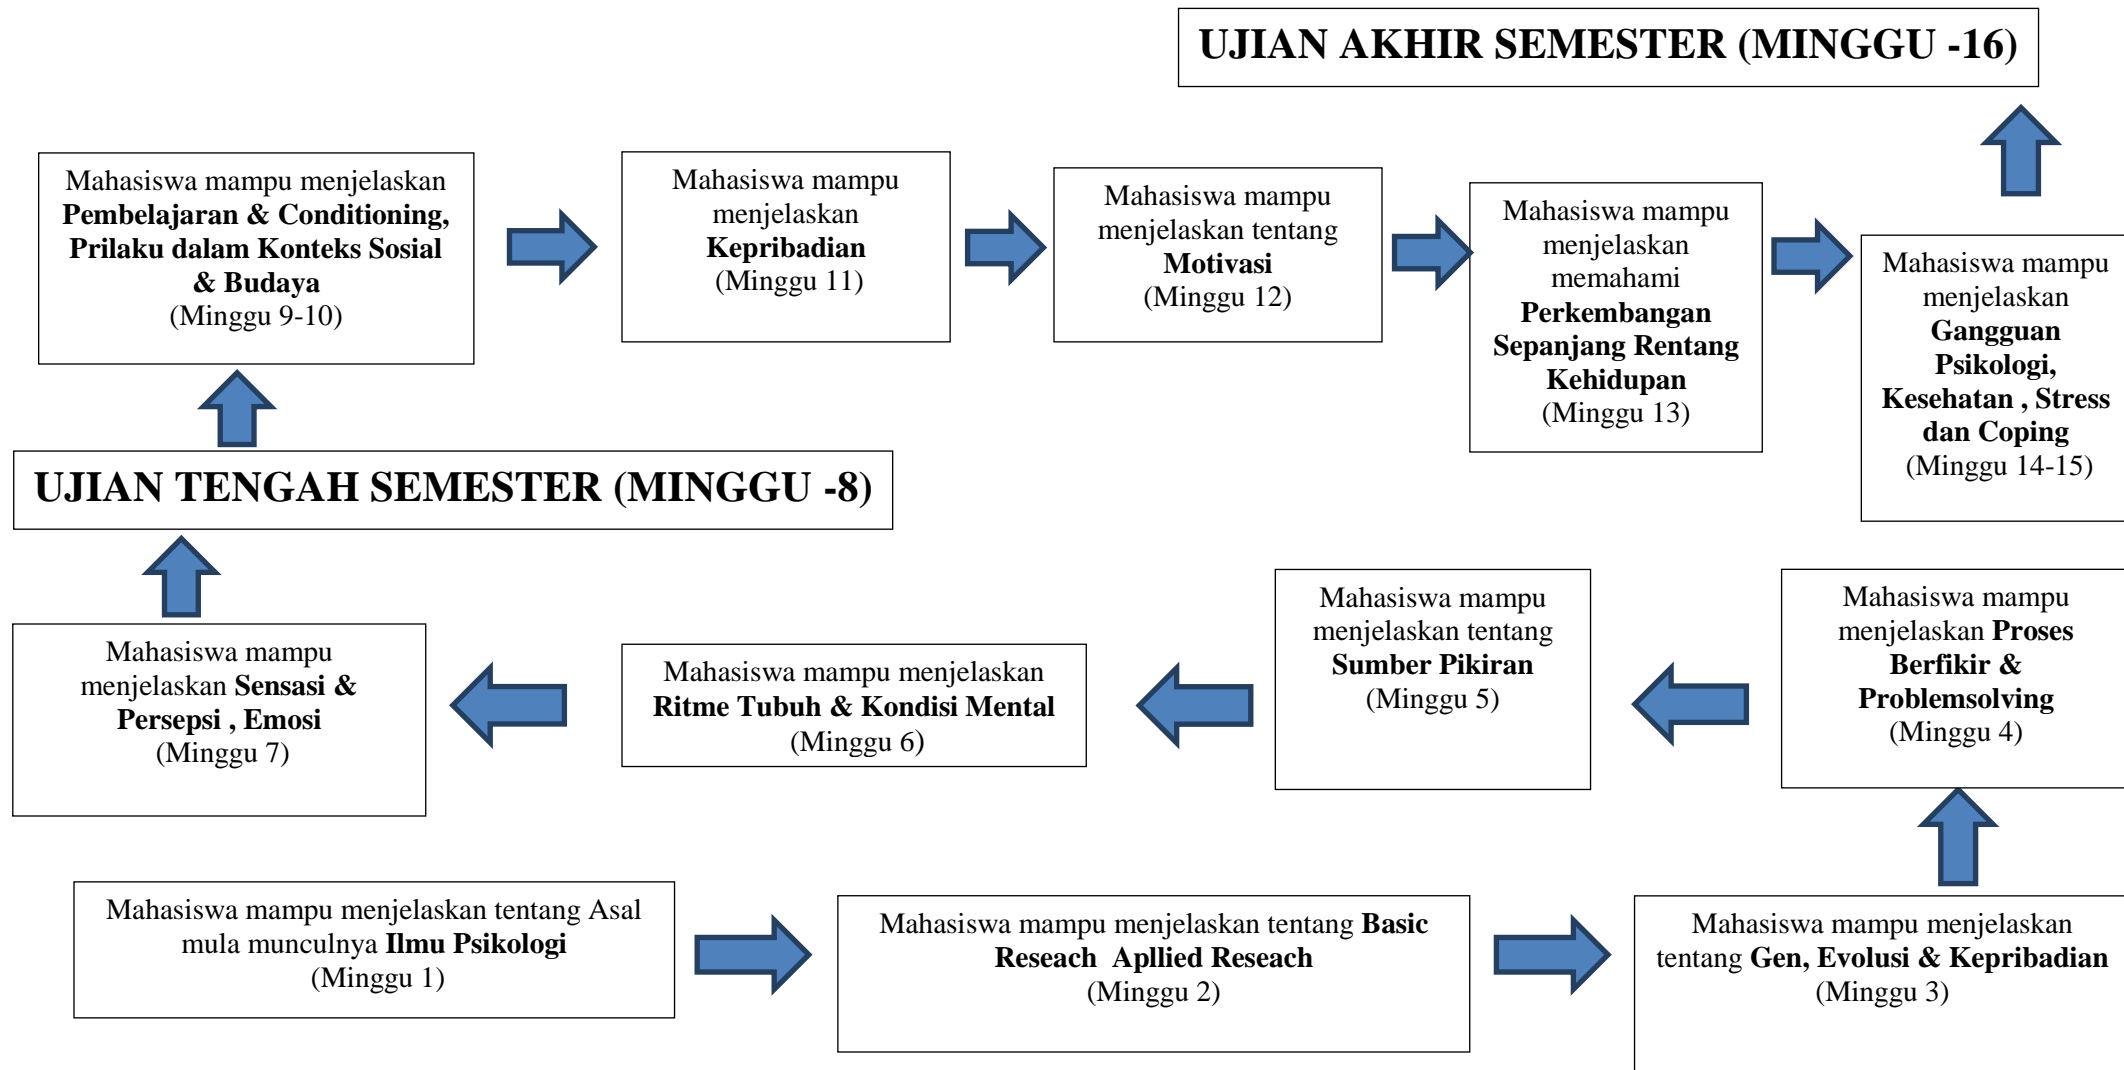 UJIAN AKHIR SEMESTER (MINGGU -16)
Mahasiswa mampu menjelaskan
Pembelajaran & Conditioning,
Prilaku dalam Konteks Sosial
& Budaya
(Minggu 9-10)
Mahasiswa mampu
menjelaskan
Kepribadian
(Minggu 11)
Mahasiswa mampu
menjelaskan tentang
Motivasi
(Minggu 12)
Mahasiswa mampu
menjelaskan
memahami
Perkembangan
Sepanjang Rentang
Kehidupan
(Minggu 13)
Mahasiswa mampu
menjelaskan
Gangguan
Psikologi,
Kesehatan , Stress
dan Coping
(Minggu 14-15)
UJIAN TENGAH SEMESTER (MINGGU -8)
Mahasiswa mampu
menjelaskan Sensasi &
Persepsi , Emosi
(Minggu 7)
Mahasiswa mampu menjelaskan
Ritme Tubuh & Kondisi Mental
(Minggu 6)
Mahasiswa mampu
menjelaskan tentang
Sumber Pikiran
(Minggu 5)
Mahasiswa mampu
menjelaskan Proses
Berfikir &
Problemsolving
(Minggu 4)
Mahasiswa mampu menjelaskan tentang Asal
mula munculnya Ilmu Psikologi
(Minggu 1)
Mahasiswa mampu menjelaskan tentang Basic
Reseach  Apllied Reseach
(Minggu 2)
Mahasiswa mampu menjelaskan
tentang Gen, Evolusi & Kepribadian
(Minggu 3)